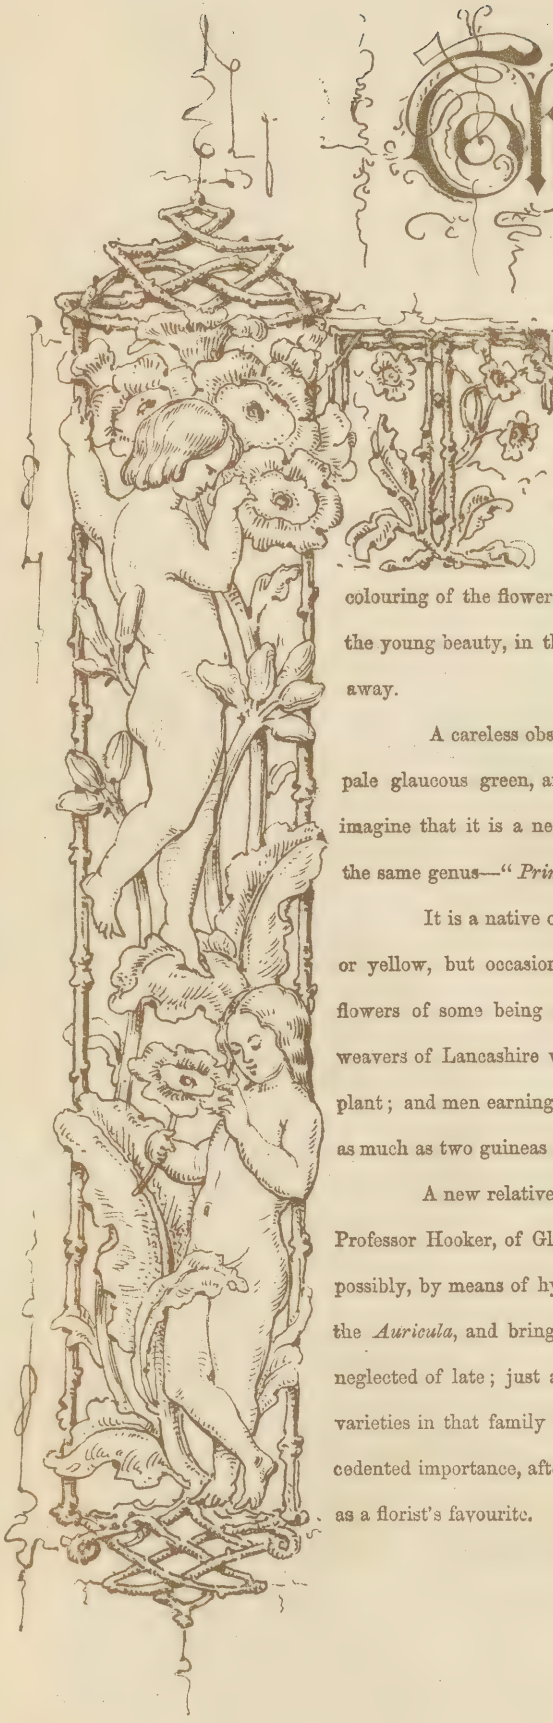 colouring of the flower
the young beauty, in th
away.
A careless obs
pale glaucous green, a
imagine that it is a ne
the same genus—“Prim
It is a native o
or yellow, but occasion
flowers of some being
weavers of Lancashire v
plant; and men earning
as much as two guineas
A new relative
Professor Hooker, of Gl
possibly, by means of hy
the Auricula, and bring
neglected of late; just a
varieties in that family
cedented importance, aft
as a florist's favourite.